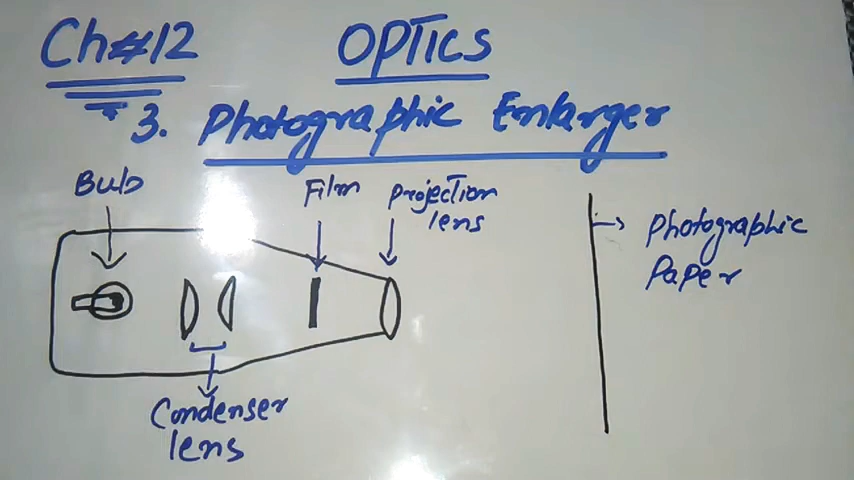 Ch#12 OPTICS
3. Photographic Enlarger
Bulb
Film
Projection
lens
Photographic
Paper
Condenser
lens